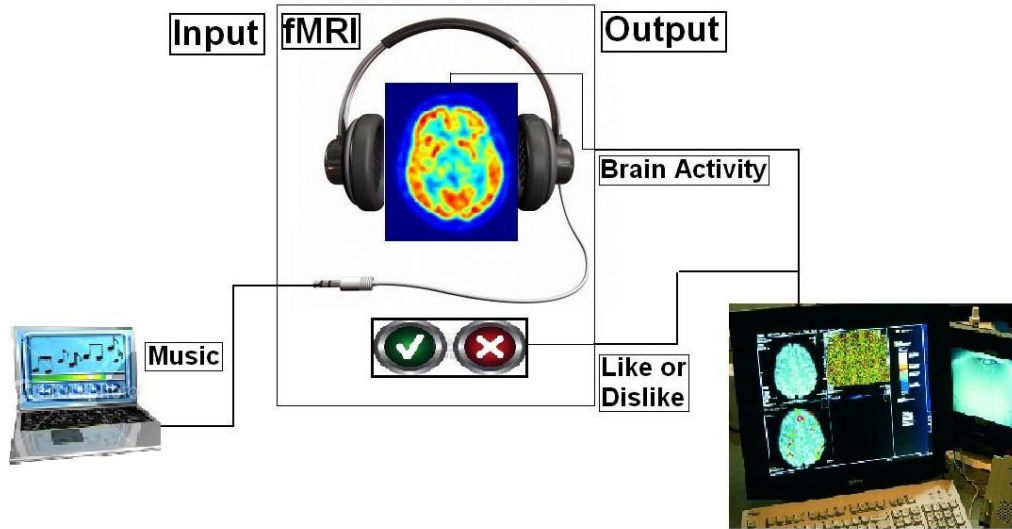 Input
fMRI
Output
Brain Activity
Music
Like or
Dislike